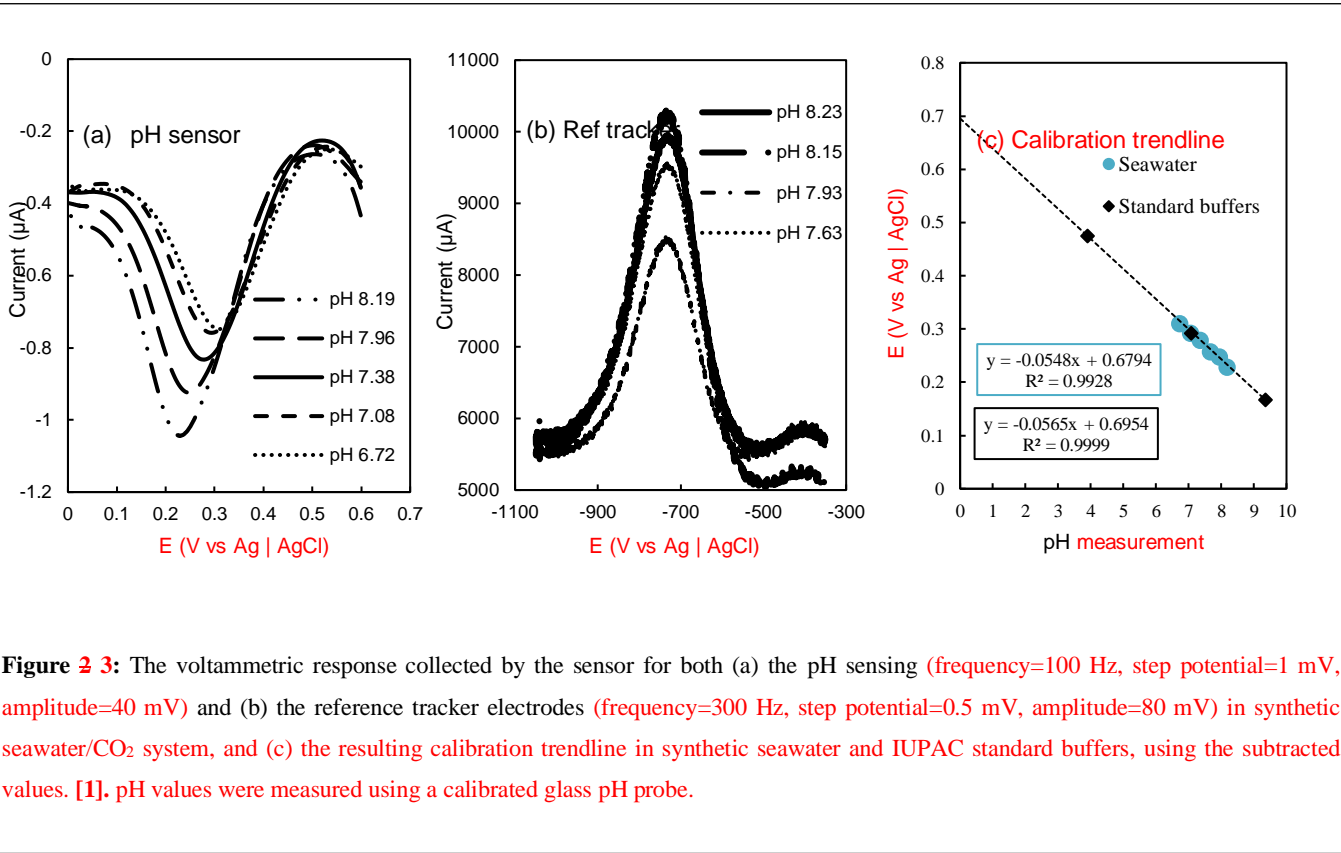 0
-0.2
-0.4
-0.6
-0.8
-1
-1.2
0 0.1 0.2 0.3 0.4 0.5 0.6 0.7
Current (µA)
E (V vs Ag | AgCl)
(a) pH sensor
pH 8.19
pH 7.96
pH 7.38
pH 7.08
pH 6.72
11000
10000
9000
8000
7000
6000
5000
-1100 -900 -700 -500 -300
Current (µA)
E (V vs Ag | AgCl)
(b) Ref tracker
pH 8.23
pH 8.15
pH 7.93
pH 7.63
0.8
0.7
0.6
0.5
0.4
0.3
0.2
0.1
0
0 1 2 3 4 5 6 7 8 9 10
E (V vs Ag | AgCl)
pH measurement
(c) Calibration trendline
Seawater
Standard buffers
y = -0.0548x + 0.6794
R² = 0.9928
y = -0.0565x + 0.6954
R² = 0.9999
Figure 2 3: The voltammetric response collected by the sensor for both (a) the pH sensing (frequency=100 Hz, step potential=1 mV,
amplitude=40 mV) and (b) the reference tracker electrodes (frequency=300 Hz, step potential=0.5 mV, amplitude=80 mV) in synthetic
seawater/CO₂ system, and (c) the resulting calibration trendline in synthetic seawater and IUPAC standard buffers, using the subtracted
values. [1]. pH values were measured using a calibrated glass pH probe.